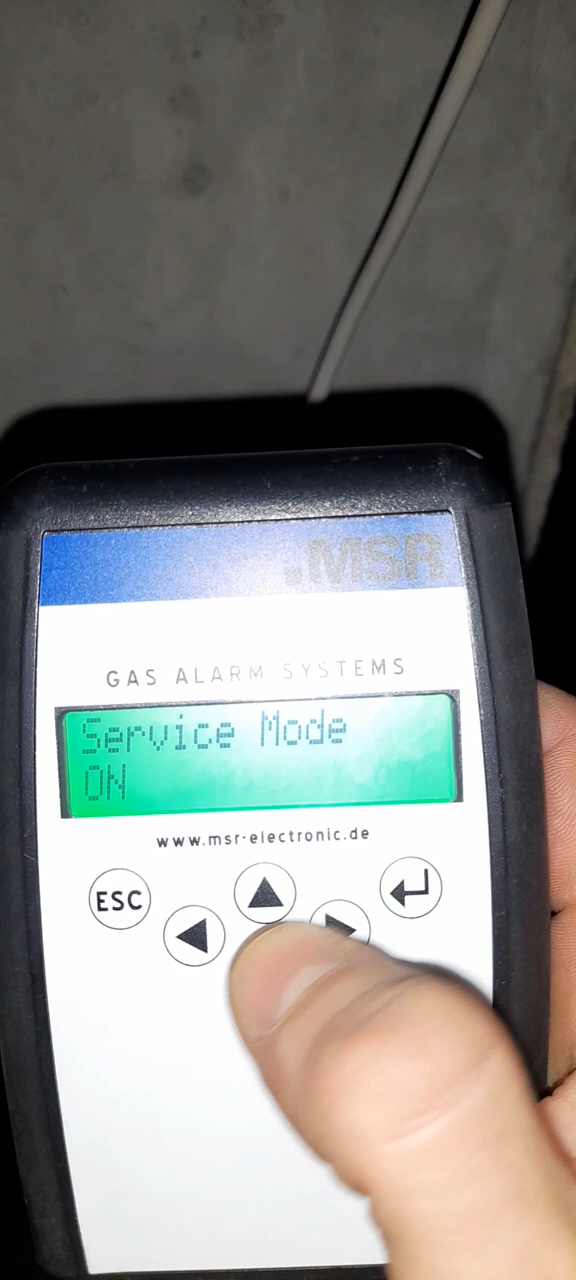 .MSR
GAS ALARM SYSTEMS
Service Mode
ON
www.msr-electronic.de
ESC